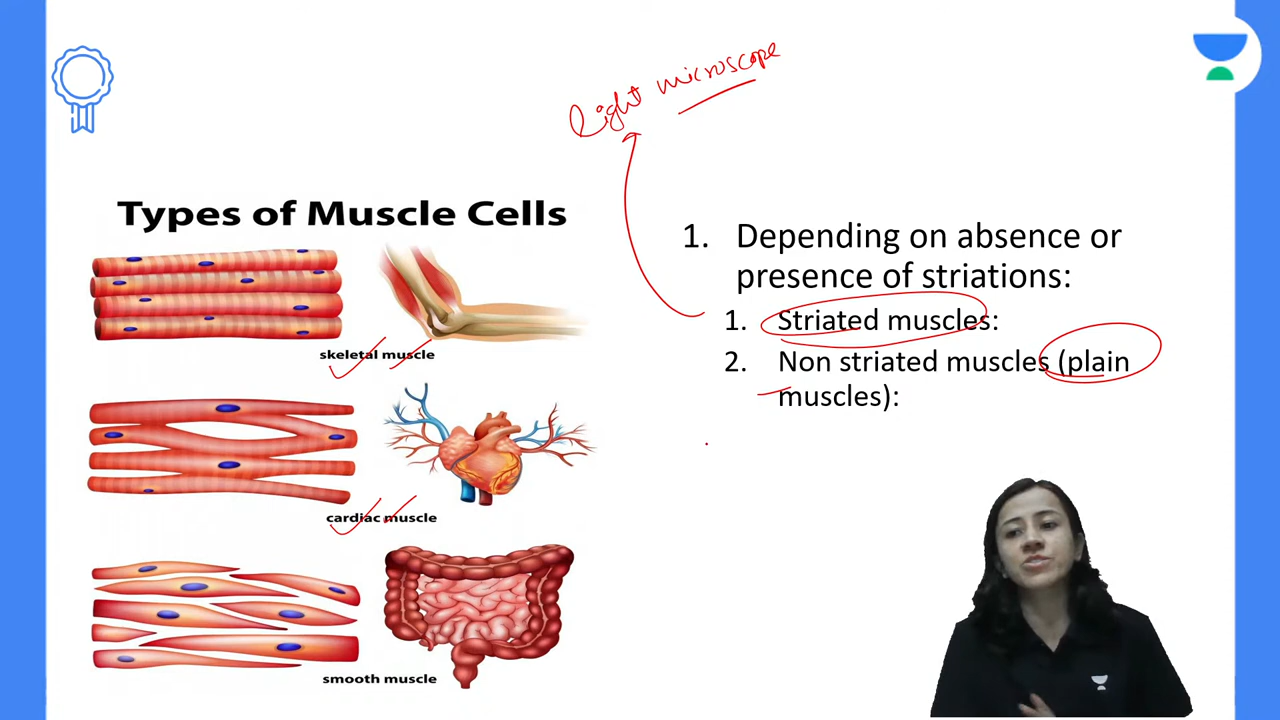 light microscope
Types of Muscle Cells
skeletal muscle
cardiac muscle
smooth muscle
1. Depending on absence or
presence of striations:
1. Striated muscles:
2. Non striated muscles (plain
muscles):